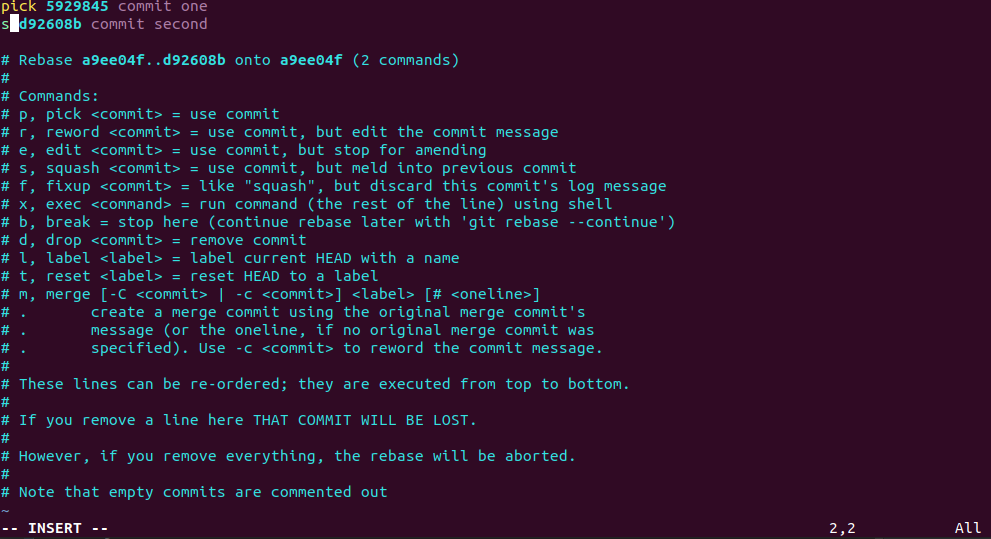 pick 5929845 commit one
s d92608b commit second
# Rebase a9ee04f..d92608b onto a9ee04f (2 commands)
#
# Commands:
# p, pick <commit> = use commit
# r, reword <commit> = use commit, but edit the commit message
# e, edit <commit> = use commit, but stop for amending
# s, squash <commit> = use commit, but meld into previous commit
# f, fixup <commit> = like "squash", but discard this commit's log message
# x, exec <command> = run command (the rest of the line) using shell
# b, break = stop here (continue rebase later with 'git rebase --continue')
# d, drop <commit> = remove commit
# l, label <label> = label current HEAD with a name
# t, reset <label> = reset HEAD to a label
# m, merge [-C <commit> | -c <commit>] <label> [# <oneline>]
# .       create a merge commit using the original merge commit's
# .       message (or the oneline, if no original merge commit was
# .       specified). Use -c <commit> to reword the commit message.
#
# These lines can be re-ordered; they are executed from top to bottom.
#
# If you remove a line here THAT COMMIT WILL BE LOST.
#
# However, if you remove everything, the rebase will be aborted.
#
# Note that empty commits are commented out
~
-- INSERT -- 2,2 All